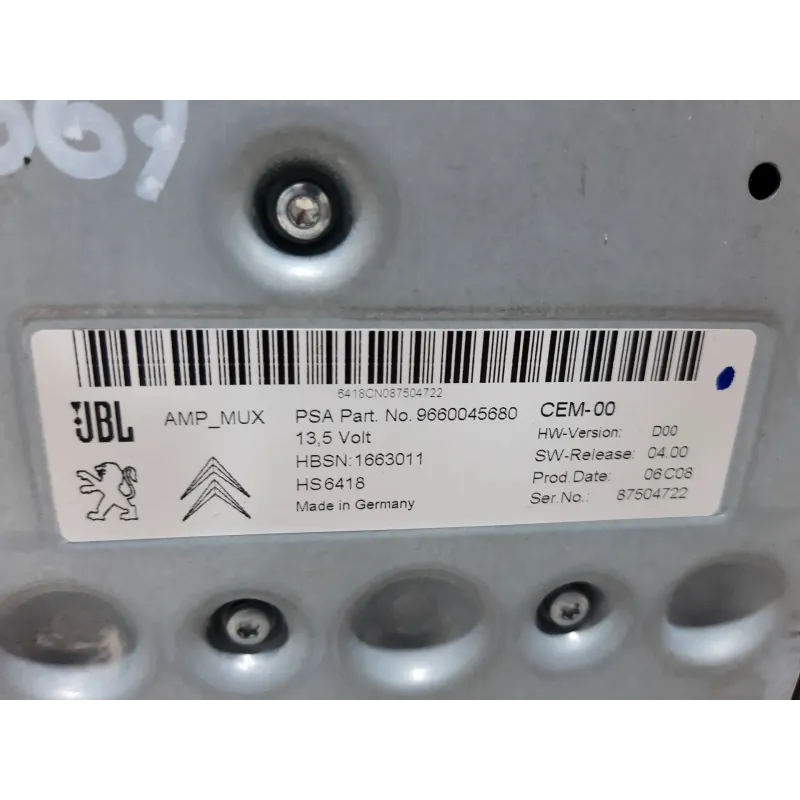 6418CN087504722
JBL AMP_MUX
PSA Part. No. 9660045680
13,5 Volt
HBSN:1663011
HS6418
Made in Germany
CEM-00
HW-Version: D00
SW-Release: 04.00
Prod.Date: 06C08
Ser.No.: 87504722